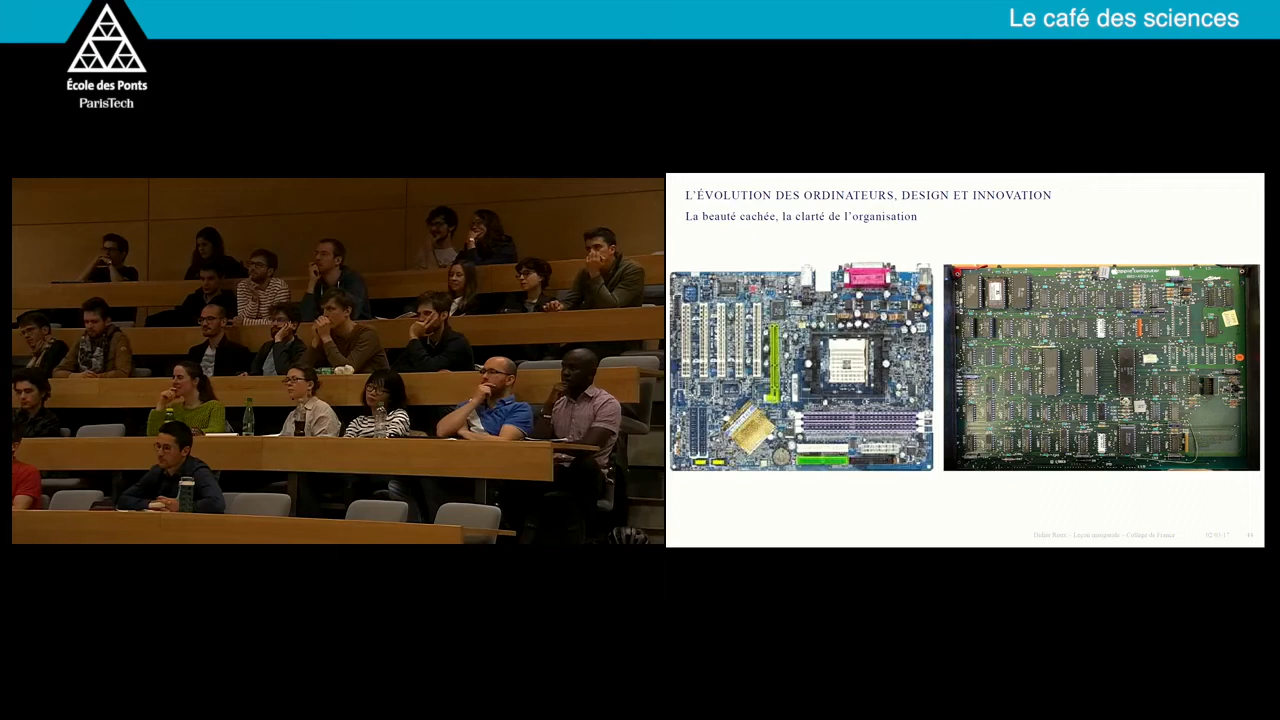 Le café des sciences
École des Ponts
ParisTech
L'ÉVOLUTION DES ORDINATEURS, DESIGN ET INNOVATION
La beauté cachée, la clarté de l'organisation